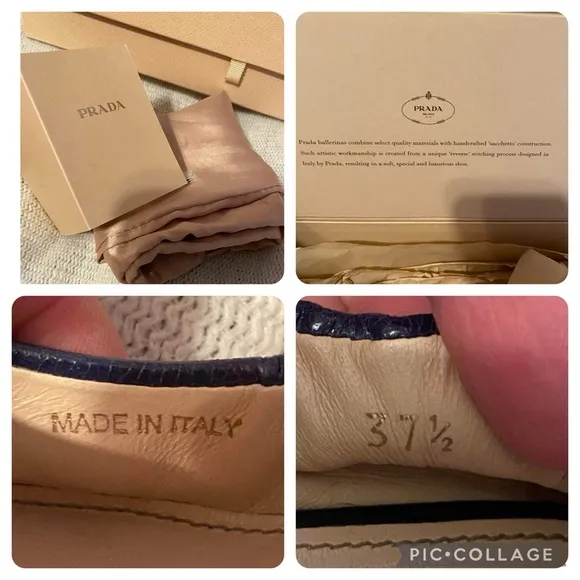 PRADA
PRADA
MILANO
Prada ballerinas combine select quality materials with handcrafted 'sacchetto' construction.
Such artistic workmanship is created from a unique 'reverse' stitching process designed in
Italy by Prada, resulting in a soft, special and luxurious shoe.
MADE IN ITALY
37½
PIC•COLLAGE